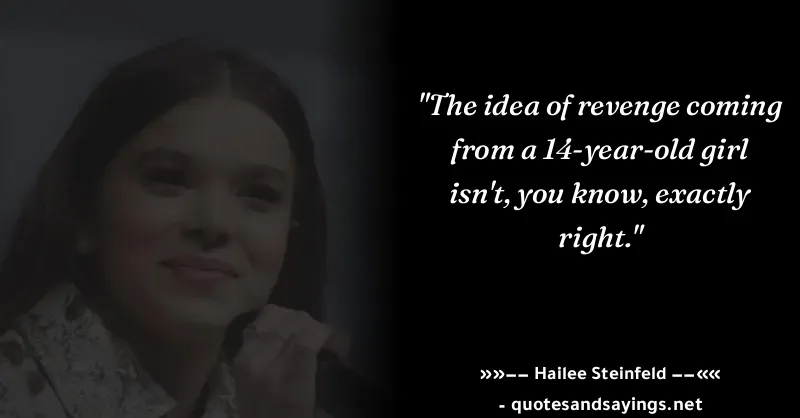 "The idea of revenge coming
from a 14-year-old girl
isn't, you know, exactly
right."
»»-- Hailee Steinfeld --««
- quotesandsayings.net